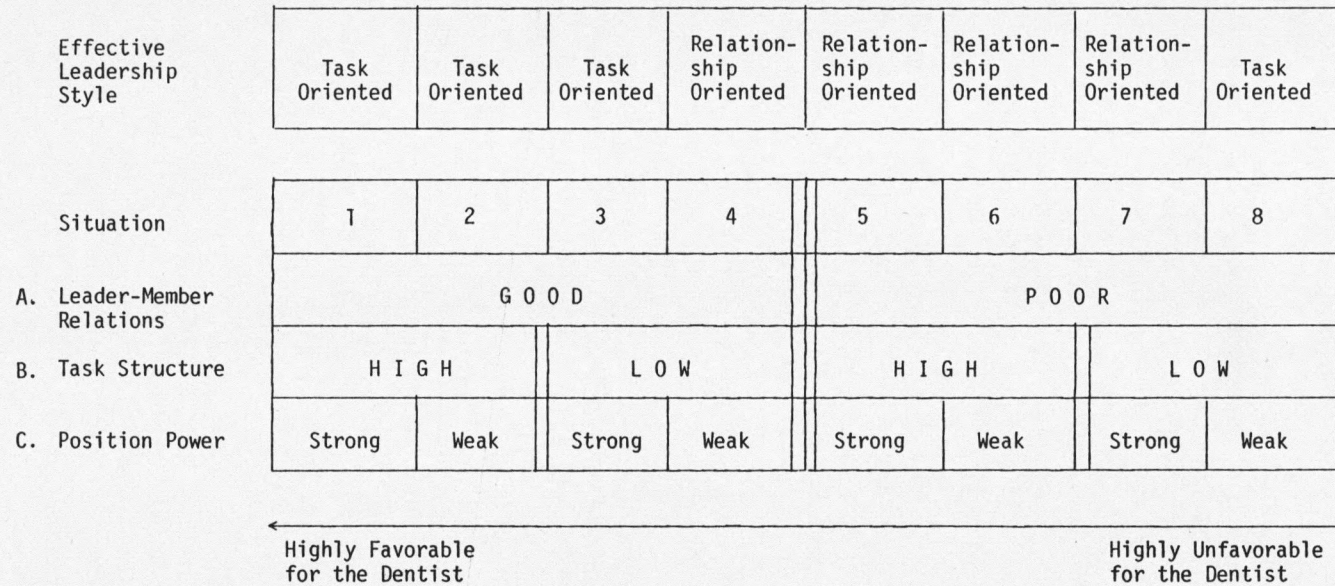 Effective
Leadership
Style
Task
Oriented
Task
Oriented
Task
Oriented
Relation-
ship
Oriented
Relation-
ship
Oriented
Relation-
ship
Oriented
Relation-
ship
Oriented
Task
Oriented
Situation 1 2 3 4 5 6 7 8
A. Leader-Member
Relations
G O O D P O O R
B. Task Structure H I G H L O W H I G H L O W
C. Position Power Strong Weak Strong Weak Strong Weak Strong Weak
Highly Favorable
for the Dentist
Highly Unfavorable
for the Dentist